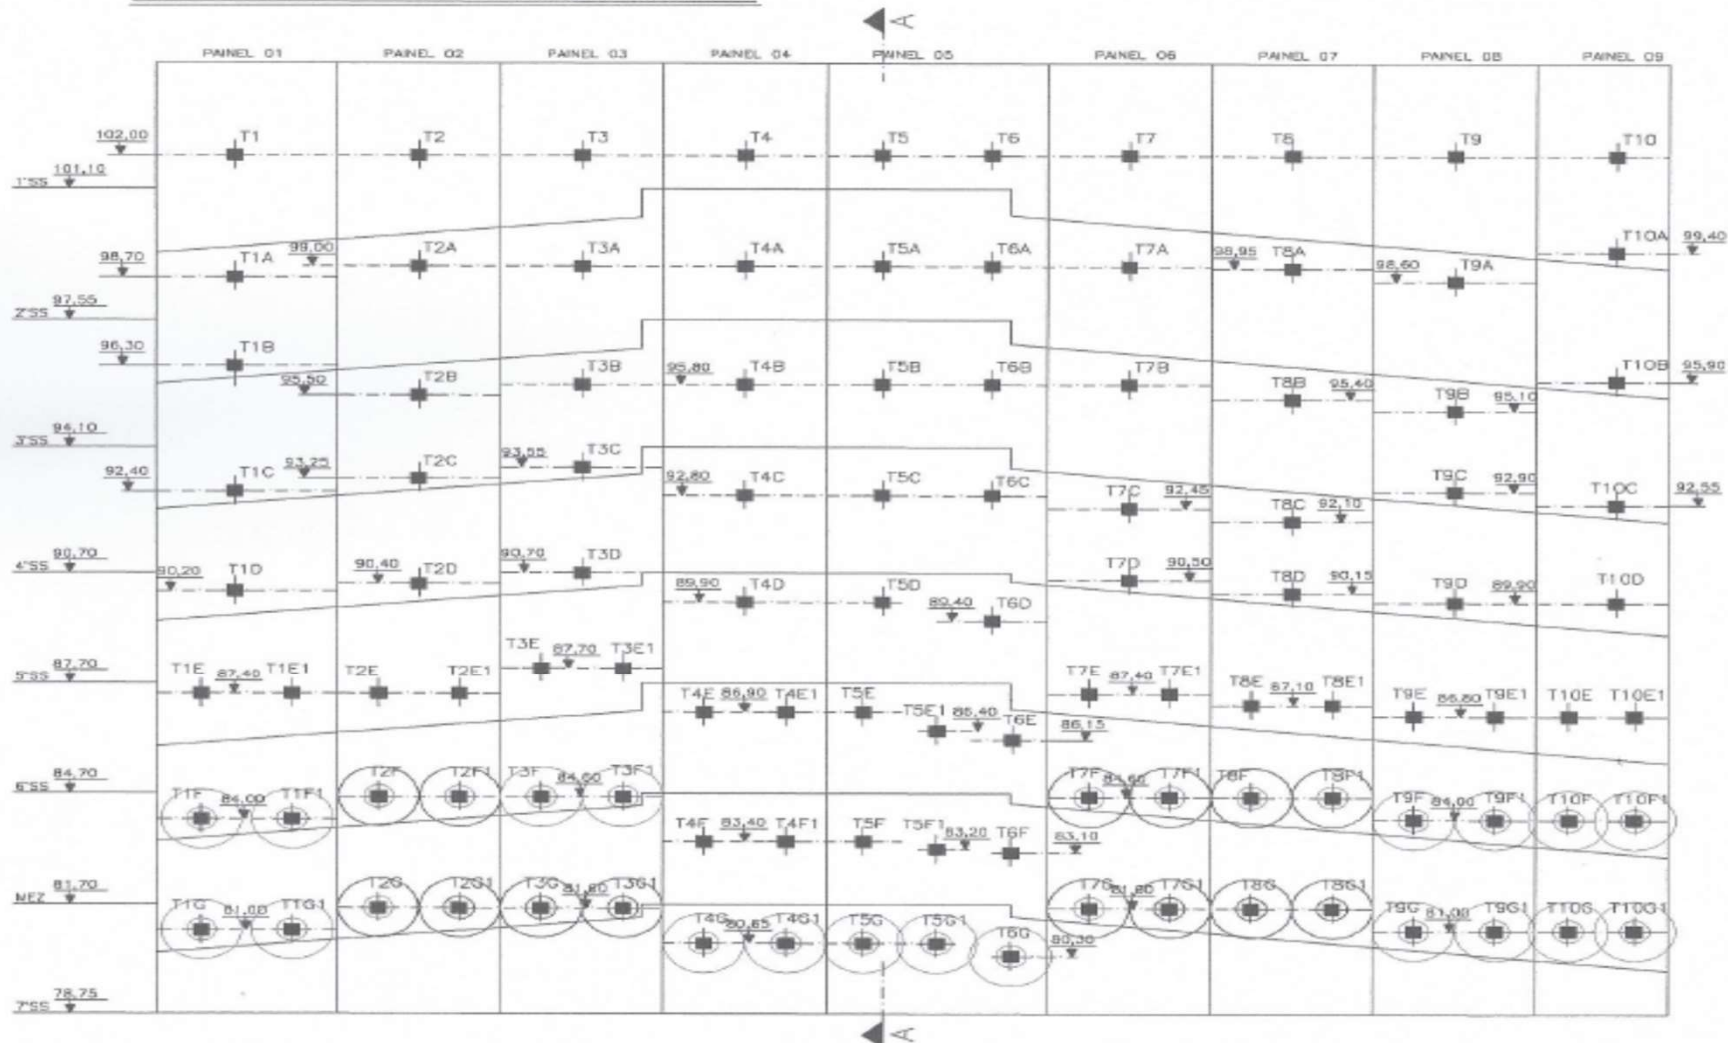 A
PAINEL 01 PAINEL 02 PAINEL 03 PAINEL 04 PAINEL 05 PAINEL 06 PAINEL 07 PAINEL 08 PAINEL 09
102,00 T1 T2 T3 T4 T5 T6 T7 T8 T9 T10
1°SS 101,10
98,70 T1A 99,00 T2A T3A T4A T5A T6A T7A 98,95 T8A 98,60 T9A T10A 99,40
2°SS 97,55
96,30 T1B 95,50 T2B T3B 95,80 T4B T5B T6B T7B T8B 95,40 T9B 95,10 T10B 95,90
3°SS 94,10
92,40 T1C 93,25 T2C 93,55 T3C 92,80 T4C T5C T6C T7C 92,45 T8C 92,10 T9C 92,90 T10C 92,55
4°SS 90,70
90,20 T1D 90,40 T2D 90,70 T3D 89,90 T4D T5D 89,40 T6D T7D 90,50 T8D 90,15 T9D 89,90 T10D
5°SS 87,70
T1E 87,40 T1E1 T2E T2E1 T3E 87,70 T3E1 T4E 86,90 T4E1 T5E T5E1 86,40 T6E 86,15 T7E 87,40 T7E1 T8E 87,10 T8E1 T9E 86,80 T9E1 T10E T10E1
6°SS 84,70
T1F 84,00 T1F1 T2F T2F1 T3F 84,60 T3F1 T4F 83,40 T4F1 T5F T5F1 83,20 T6F 83,10 T7F 84,60 T7F1 T8F T8F1 T9F 84,00 T9F1 T10F T10F1
MEZ 81,70
T1G 81,00 T1G1 T2G T2G1 T3G 81,60 T3G1 T4G 80,65 T4G1 T5G T5G1 T6G 80,30 T7G 81,60 T7G1 T8G T8G1 T9G 81,00 T9G1 T10G T10G1
7°SS 78,75
A